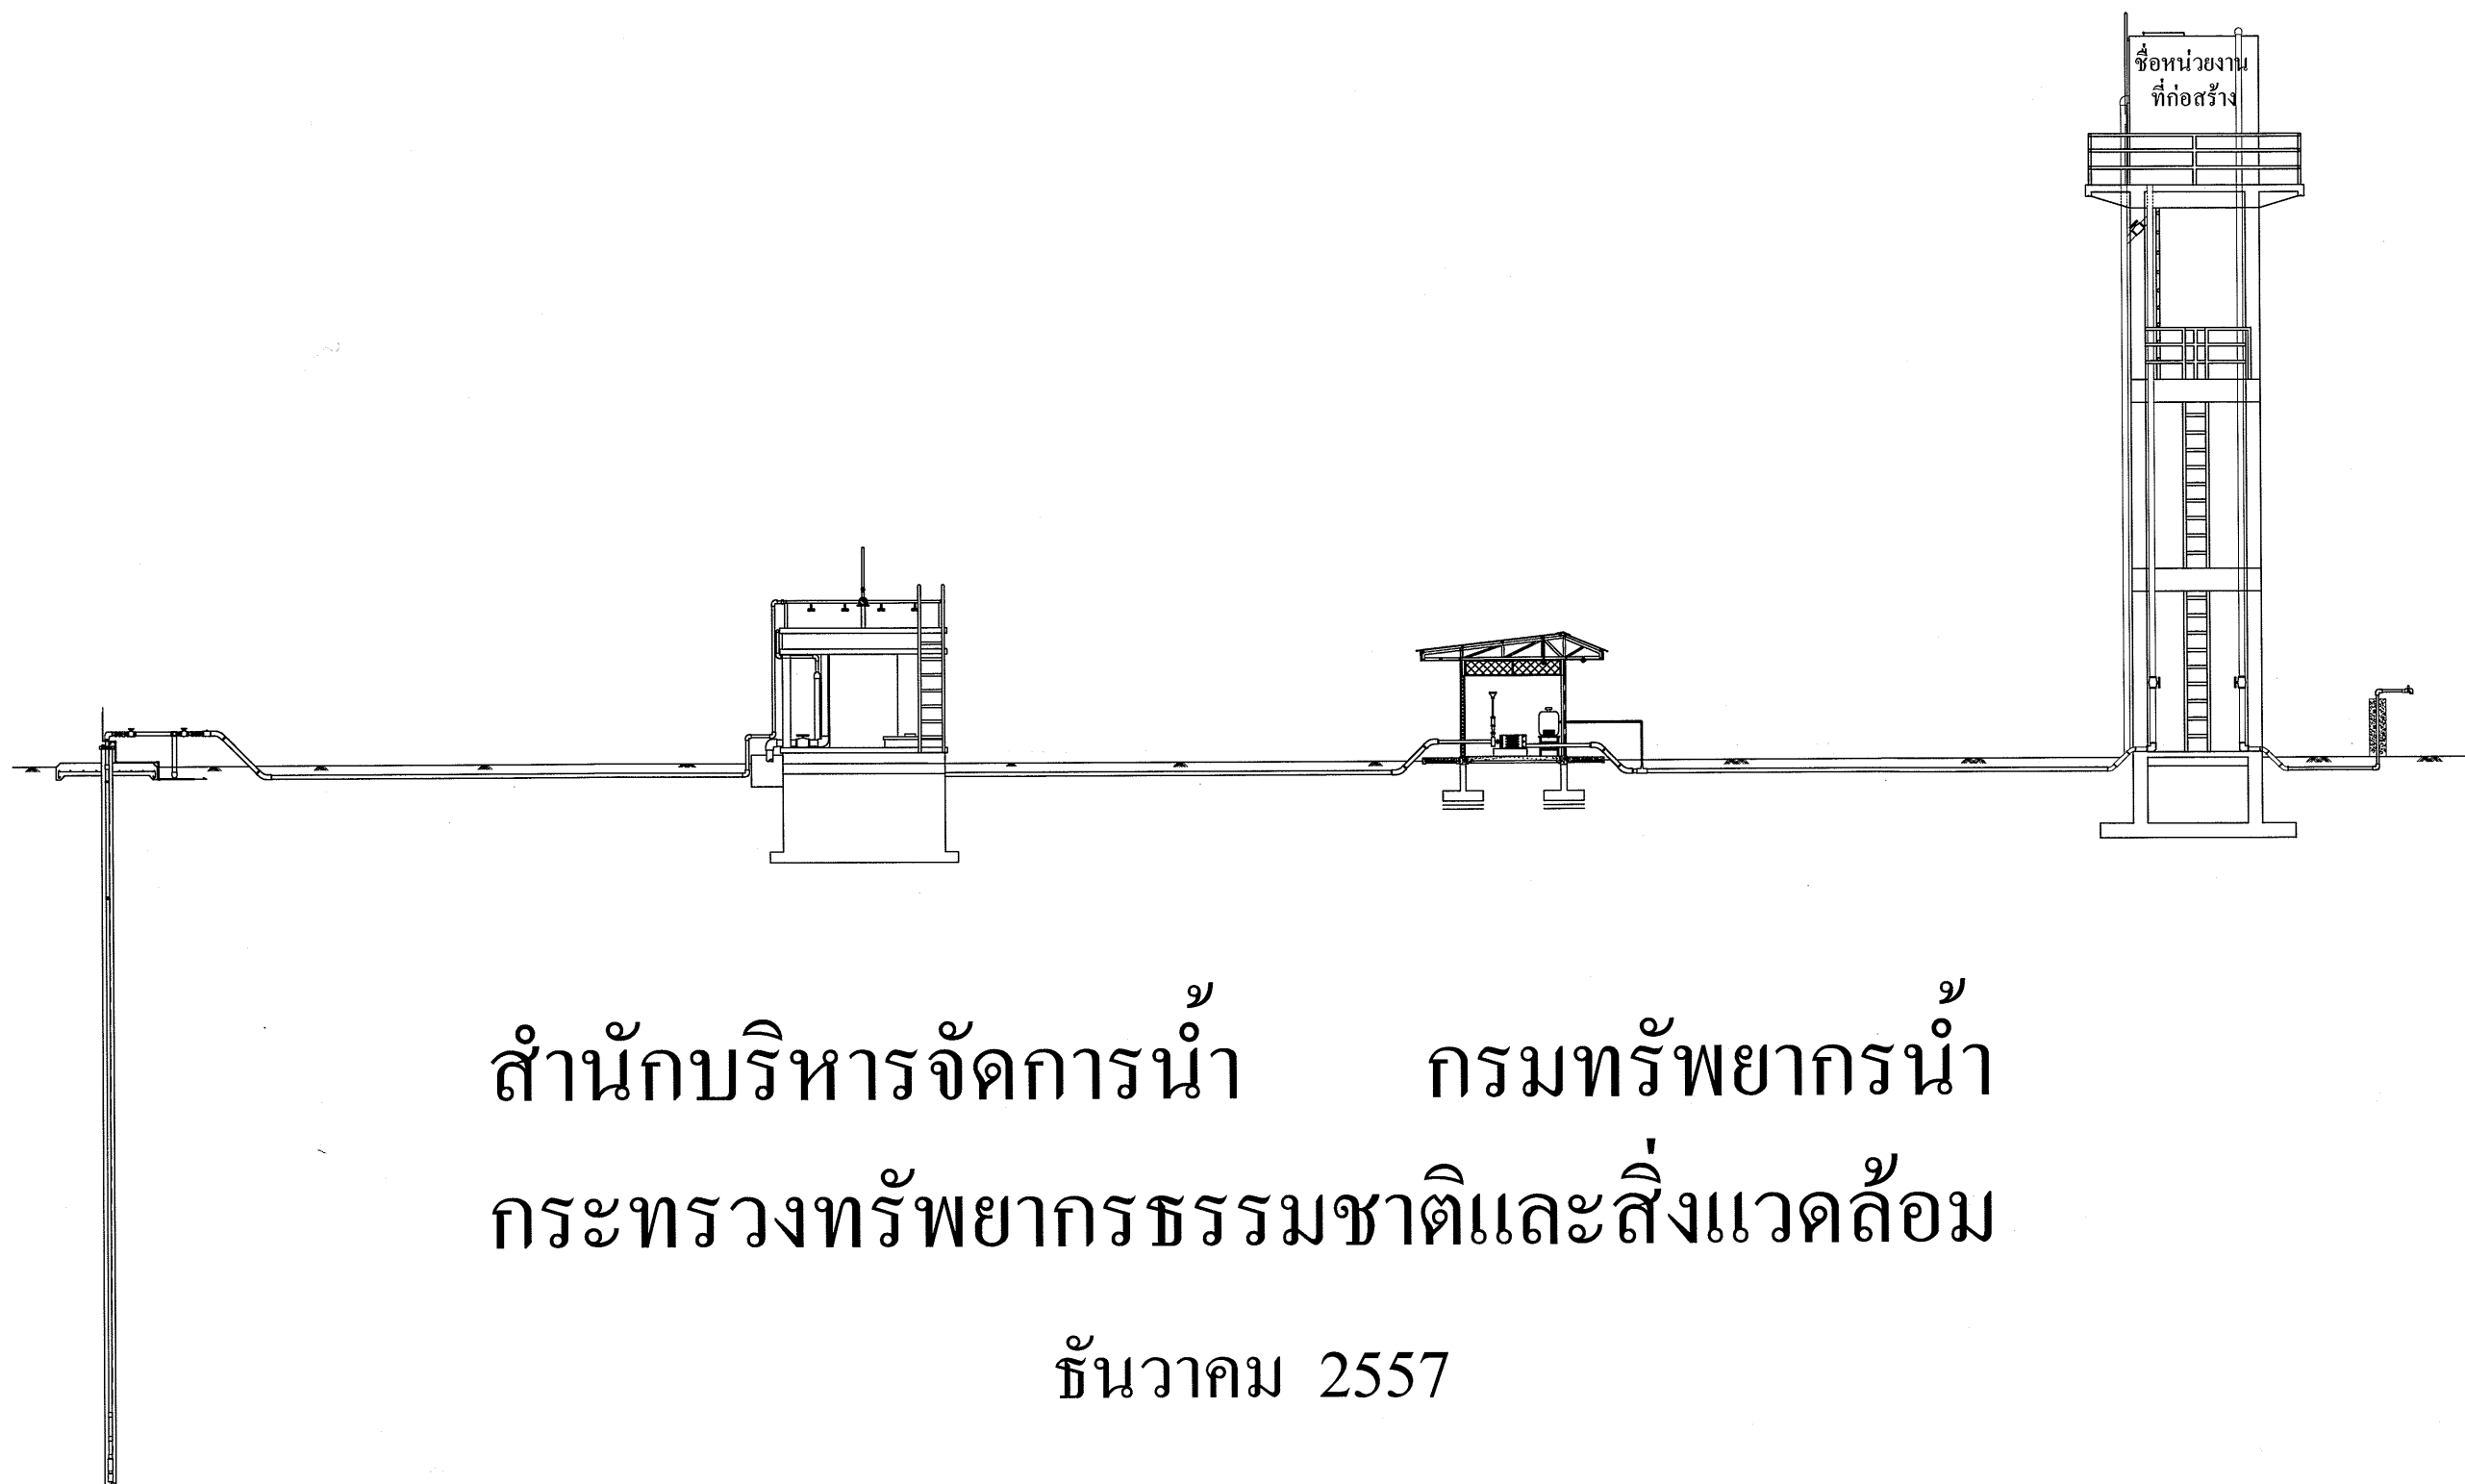 ชื่อหน่วยงาน
ที่ก่อสร้าง
สำนักบริหารจัดการน้ำ กรมทรัพยากรน้ำ
กระทรวงทรัพยากรธรรมชาติและสิ่งแวดล้อม
ธันวาคม 2557